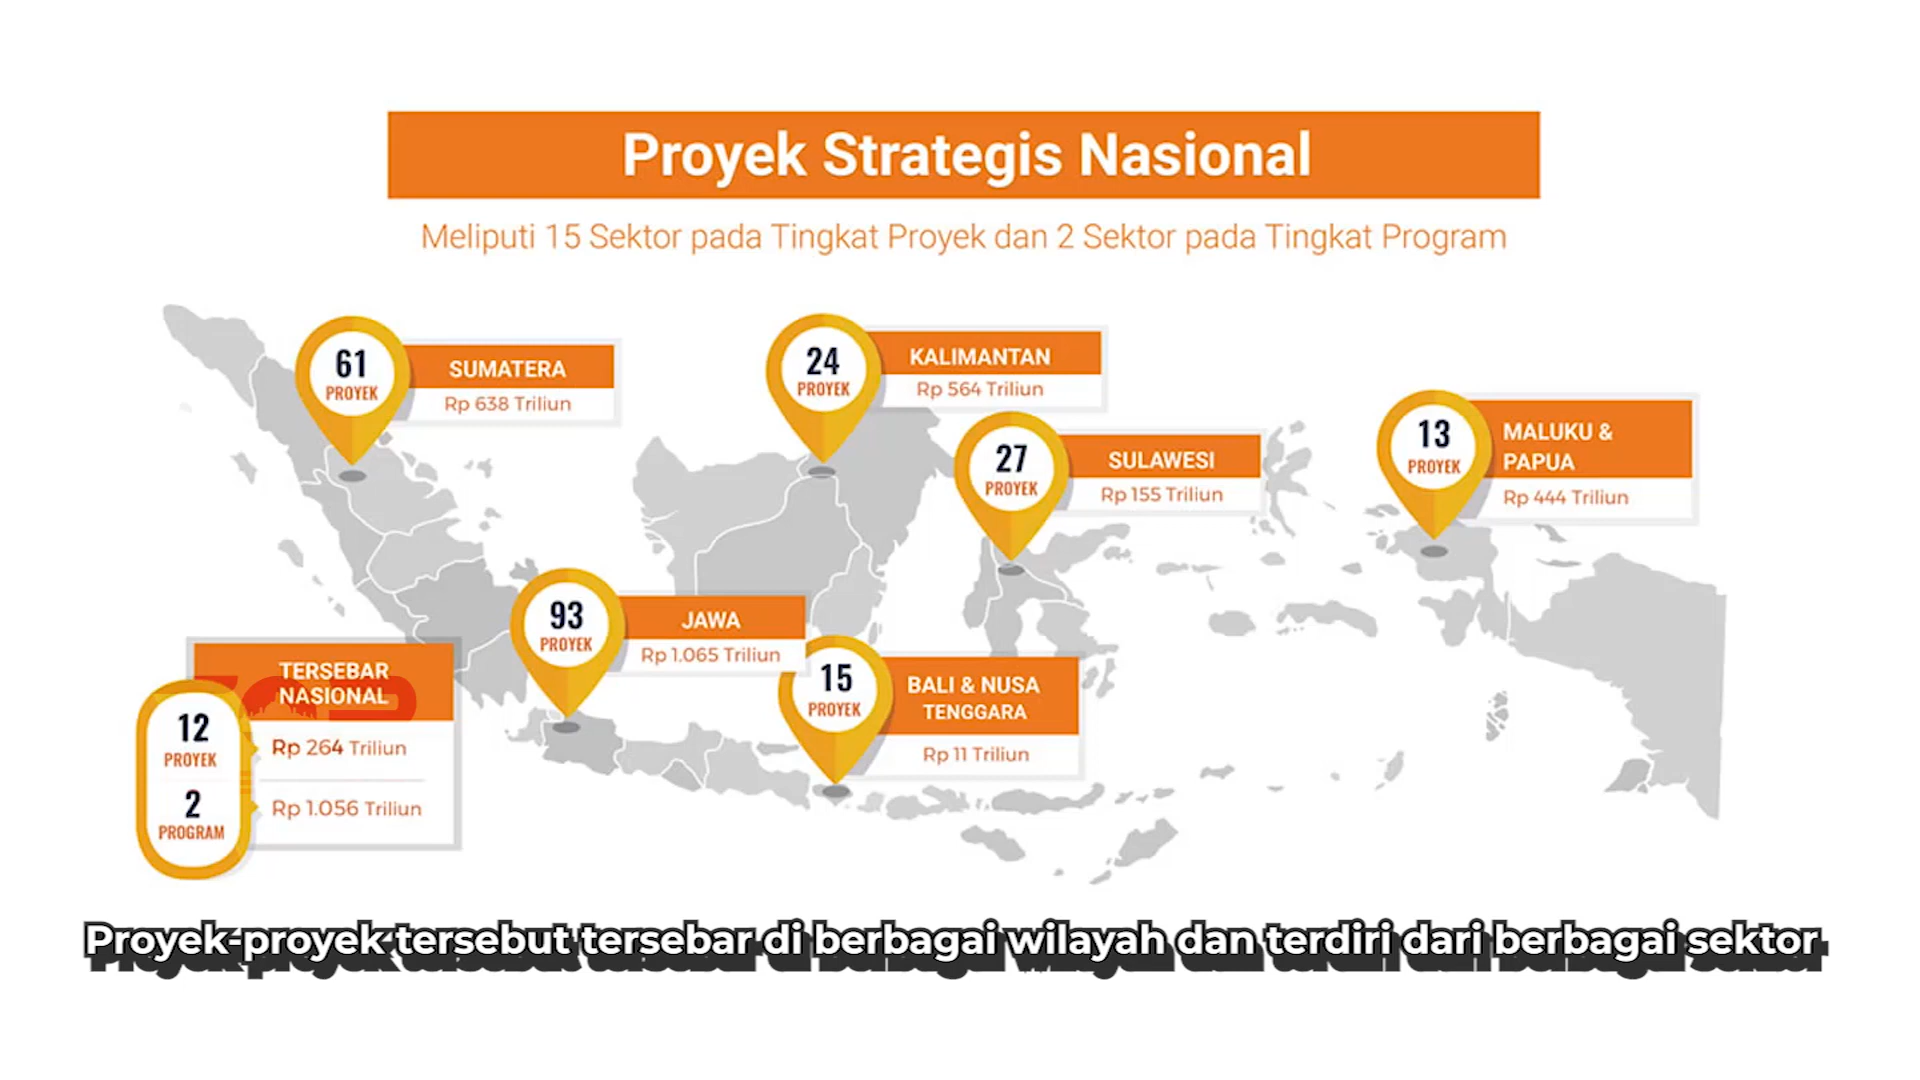 Proyek Strategis Nasional
Meliputi 15 Sektor pada Tingkat Proyek dan 2 Sektor pada Tingkat Program
61
PROYEK
SUMATERA
Rp 638 Triliun
24
PROYEK
KALIMANTAN
Rp 564 Triliun
27
PROYEK
SULAWESI
Rp 155 Triliun
13
PROYEK
MALUKU &
PAPUA
Rp 444 Triliun
93
PROYEK
JAWA
Rp 1.065 Triliun
15
PROYEK
BALI & NUSA
TENGGARA
Rp 11 Triliun
TERSEBAR
NASIONAL
12
PROYEK
Rp 264 Triliun
2
PROGRAM
Rp 1.056 Triliun
Proyek-proyek tersebut tersebar di berbagai wilayah dan terdiri dari berbagai sektor